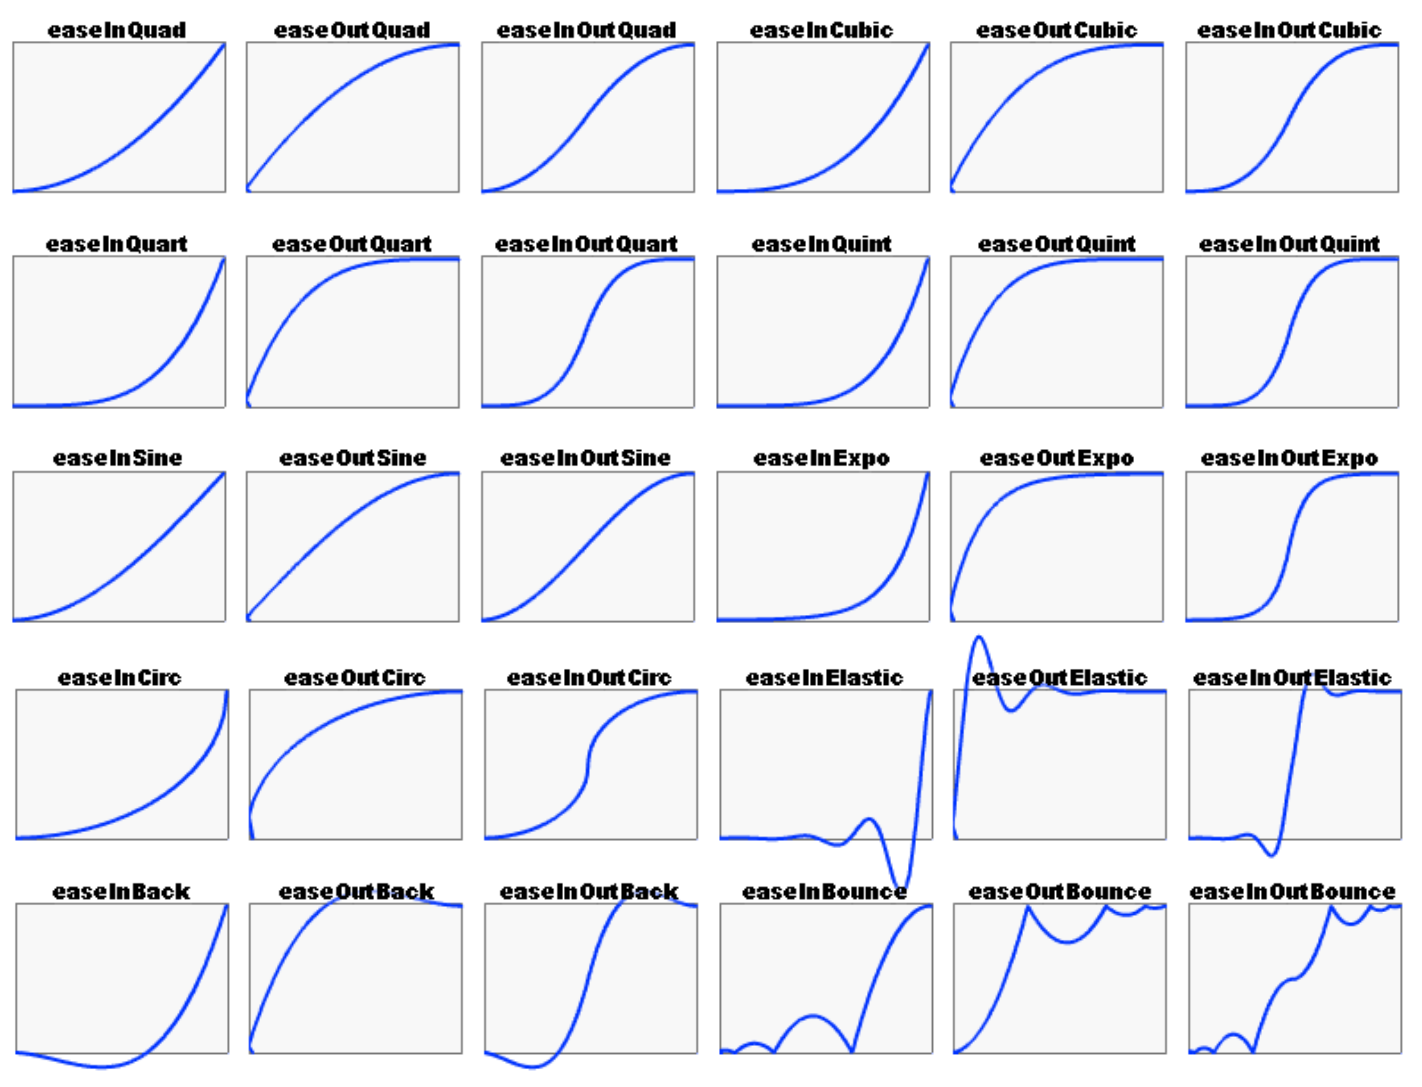 easeInQuad
easeOutQuad
easeInOutQuad
easeInCubic
easeOutCubic
easeInOutCubic
easeInQuart
easeOutQuart
easeInOutQuart
easeInQuint
easeOutQuint
easeInOutQuint
easeInSine
easeOutSine
easeInOutSine
easeInExpo
easeOutExpo
easeInOutExpo
easeInCirc
easeOutCirc
easeInOutCirc
easeInElastic
easeOutElastic
easeInOutElastic
easeInBack
easeOutBack
easeInOutBack
easeInBounce
easeOutBounce
easeInOutBounce